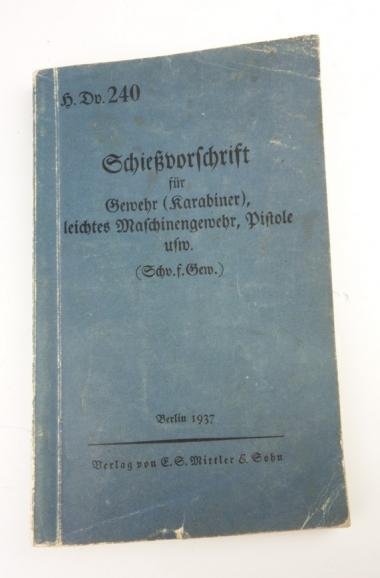 H. Dv. 240
Schießvorschrift
für
Gewehr (Karabiner),
leichtes Maschinengewehr, Pistole
usw.
(Schv. f. Gew.)
Berlin 1937
Verlag von E. S. Mittler & Sohn